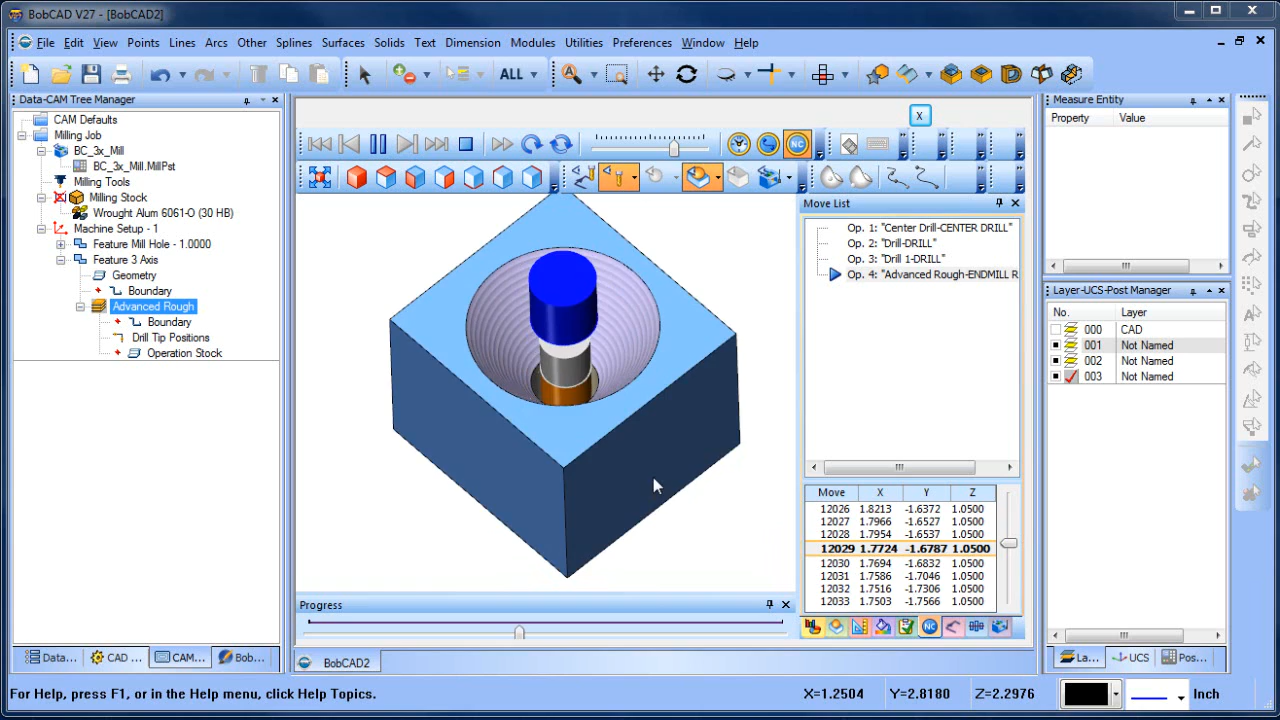 BobCAD V27 - [BobCAD2]
File Edit View Points Lines Arcs Other Splines Surfaces Solids Text Dimension Modules Utilities Preferences Window Help
ALL
Data-CAM Tree Manager
CAM Defaults
Milling Job
BC_3x_Mill
BC_3x_Mill.MillPst
Milling Tools
Milling Stock
Wrought Alum 6061-O (30 HB)
Machine Setup - 1
Feature Mill Hole - 1.0000
Feature 3 Axis
Geometry
Boundary
Advanced Rough
Boundary
Drill Tip Positions
Operation Stock
Data...
CAD ...
CAM...
Bob...
X
NC
Move List
Op. 1: "Center Drill-CENTER DRILL"
Op. 2: "Drill-DRILL"
Op. 3: "Drill 1-DRILL"
Op. 4: "Advanced Rough-ENDMILL R
Move X Y Z
12026 1.8213 -1.6372 1.0500
12027 1.7966 -1.6527 1.0500
12028 1.7954 -1.6537 1.0500
12029 1.7724 -1.6787 1.0500
12030 1.7694 -1.6832 1.0500
12031 1.7586 -1.7046 1.0500
12032 1.7516 -1.7306 1.0500
12033 1.7503 -1.7566 1.0500
NC
Progress
BobCAD2
Measure Entity
Property Value
Layer-UCS-Post Manager
No. Layer
000 CAD
001 Not Named
002 Not Named
003 Not Named
La...
UCS
Pos...
For Help, press F1, or in the Help menu, click Help Topics.
X=1.2504 Y=2.8180 Z=2.2976
Inch